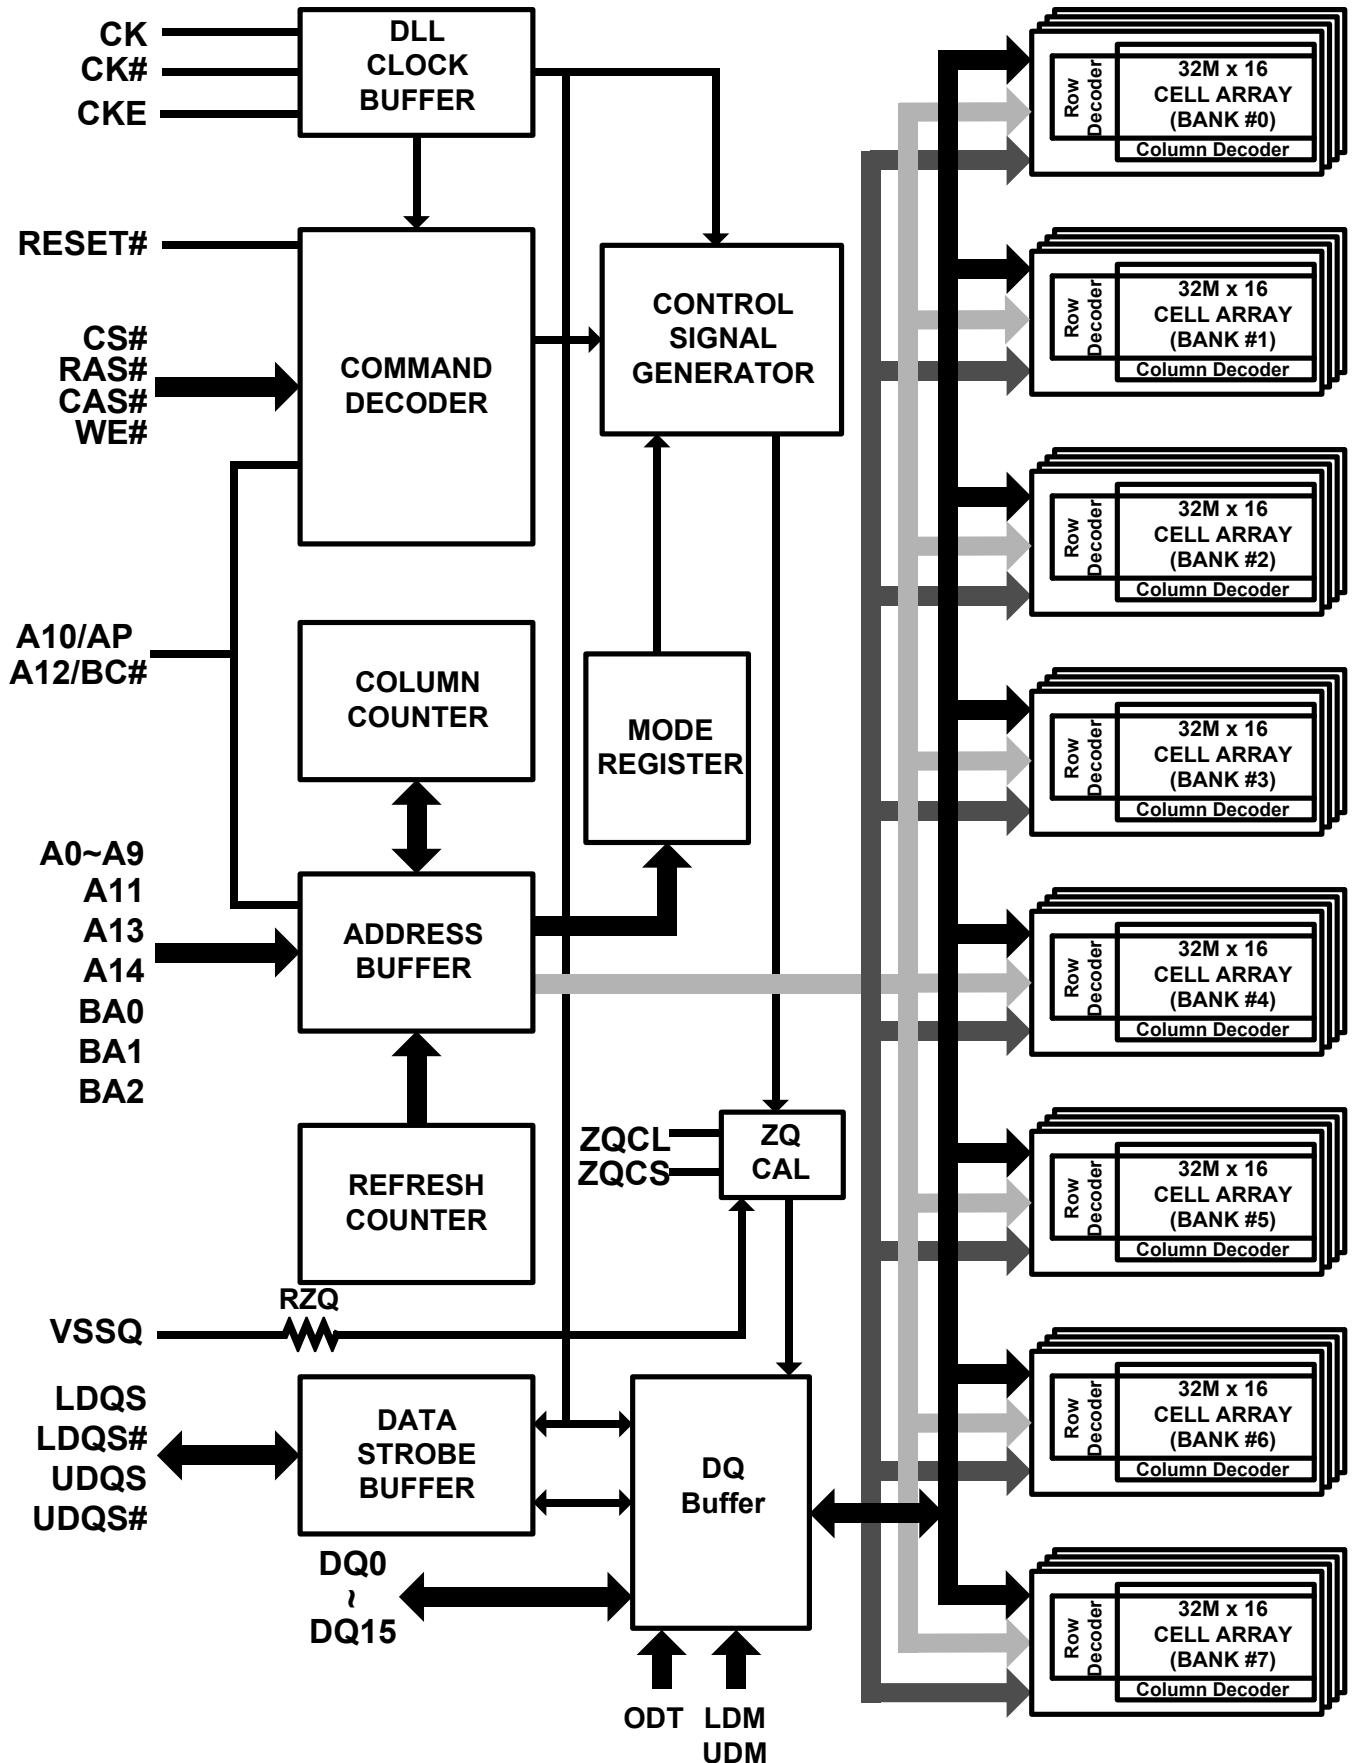 CK
CK#
CKE
DLL
CLOCK
BUFFER
RESET#
CS#
RAS#
CAS#
WE#
COMMAND
DECODER
CONTROL
SIGNAL
GENERATOR
A10/AP
A12/BC#
COLUMN
COUNTER
MODE
REGISTER
A0~A9
A11
A13
A14
BA0
BA1
BA2
ADDRESS
BUFFER
REFRESH
COUNTER
ZQCL
ZQCS
ZQ
CAL
RZQ
VSSQ
LDQS
LDQS#
UDQS
UDQS#
DATA
STROBE
BUFFER
DQ
Buffer
DQ0
~
DQ15
ODT
LDM
UDM
Row
Decoder
32M x 16
CELL ARRAY
(BANK #0)
Column Decoder
Row
Decoder
32M x 16
CELL ARRAY
(BANK #1)
Column Decoder
Row
Decoder
32M x 16
CELL ARRAY
(BANK #2)
Column Decoder
Row
Decoder
32M x 16
CELL ARRAY
(BANK #3)
Column Decoder
Row
Decoder
32M x 16
CELL ARRAY
(BANK #4)
Column Decoder
Row
Decoder
32M x 16
CELL ARRAY
(BANK #5)
Column Decoder
Row
Decoder
32M x 16
CELL ARRAY
(BANK #6)
Column Decoder
Row
Decoder
32M x 16
CELL ARRAY
(BANK #7)
Column Decoder